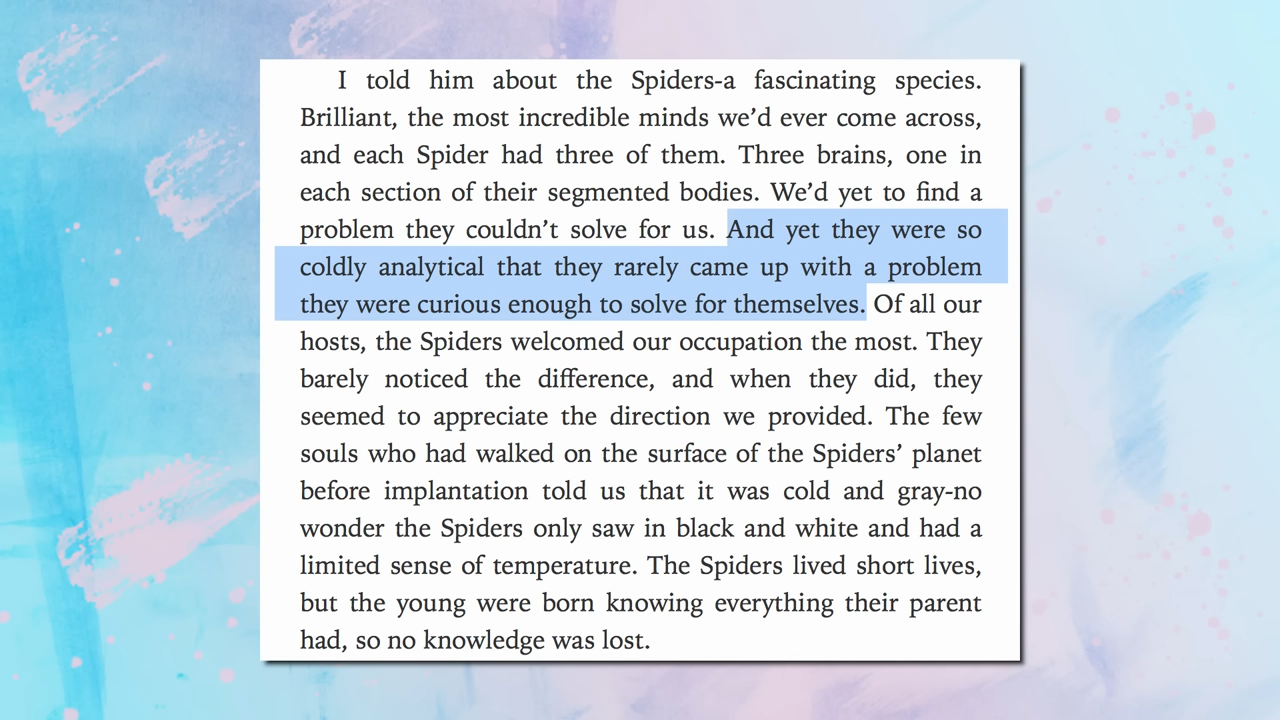 I told him about the Spiders-a fascinating species.
Brilliant, the most incredible minds we’d ever come across,
and each Spider had three of them. Three brains, one in
each section of their segmented bodies. We’d yet to find a
problem they couldn’t solve for us. And yet they were so
coldly analytical that they rarely came up with a problem
they were curious enough to solve for themselves. Of all our
hosts, the Spiders welcomed our occupation the most. They
barely noticed the difference, and when they did, they
seemed to appreciate the direction we provided. The few
souls who had walked on the surface of the Spiders’ planet
before implantation told us that it was cold and gray-no
wonder the Spiders only saw in black and white and had a
limited sense of temperature. The Spiders lived short lives,
but the young were born knowing everything their parent
had, so no knowledge was lost.